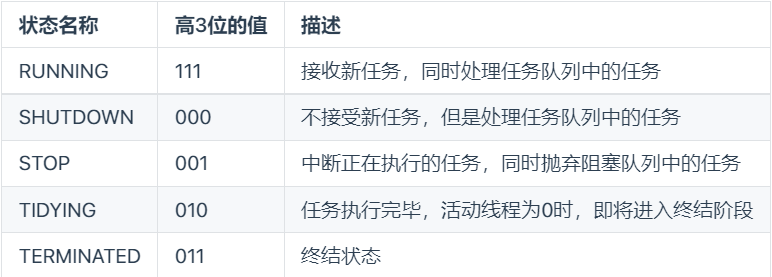 状态名称 高3位的值 描述
RUNNING 111 接收新任务，同时处理任务队列中的任务
SHUTDOWN 000 不接受新任务，但是处理任务队列中的任务
STOP 001 中断正在执行的任务，同时抛弃阻塞队列中的任务
TIDYING 010 任务执行完毕，活动线程为0时，即将进入终结阶段
TERMINATED 011 终结状态